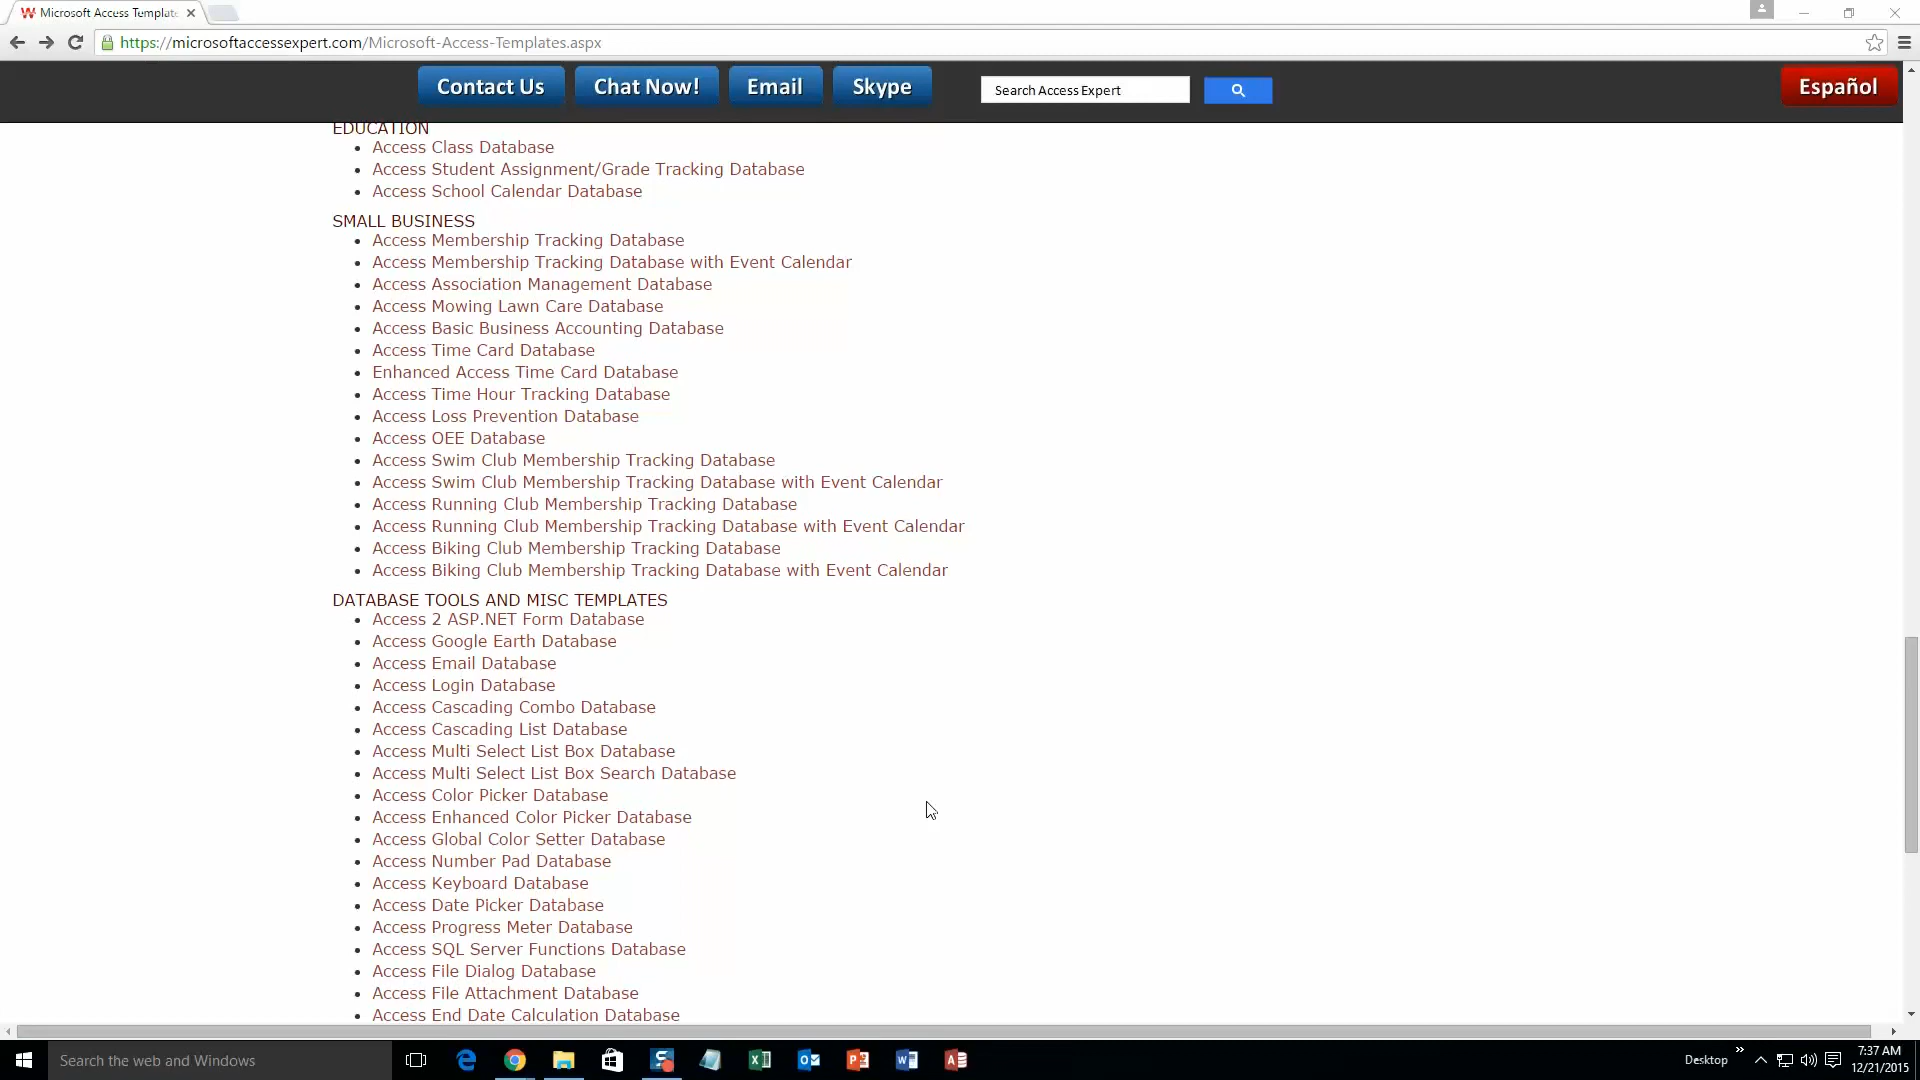 Microsoft Access Templat
https://microsoftaccessexpert.com/Microsoft-Access-Templates.aspx
Contact Us
Chat Now!
Email
Skype
Search Access Expert
Español
EDUCATION
Access Class Database
Access Student Assignment/Grade Tracking Database
Access School Calendar Database
SMALL BUSINESS
Access Membership Tracking Database
Access Membership Tracking Database with Event Calendar
Access Association Management Database
Access Mowing Lawn Care Database
Access Basic Business Accounting Database
Access Time Card Database
Enhanced Access Time Card Database
Access Time Hour Tracking Database
Access Loss Prevention Database
Access OEE Database
Access Swim Club Membership Tracking Database
Access Swim Club Membership Tracking Database with Event Calendar
Access Running Club Membership Tracking Database
Access Running Club Membership Tracking Database with Event Calendar
Access Biking Club Membership Tracking Database
Access Biking Club Membership Tracking Database with Event Calendar
DATABASE TOOLS AND MISC TEMPLATES
Access 2 ASP.NET Form Database
Access Google Earth Database
Access Email Database
Access Login Database
Access Cascading Combo Database
Access Cascading List Database
Access Multi Select List Box Database
Access Multi Select List Box Search Database
Access Color Picker Database
Access Enhanced Color Picker Database
Access Global Color Setter Database
Access Number Pad Database
Access Keyboard Database
Access Date Picker Database
Access Progress Meter Database
Access SQL Server Functions Database
Access File Dialog Database
Access File Attachment Database
Access End Date Calculation Database
Search the web and Windows
Desktop
7:37 AM
12/21/2015